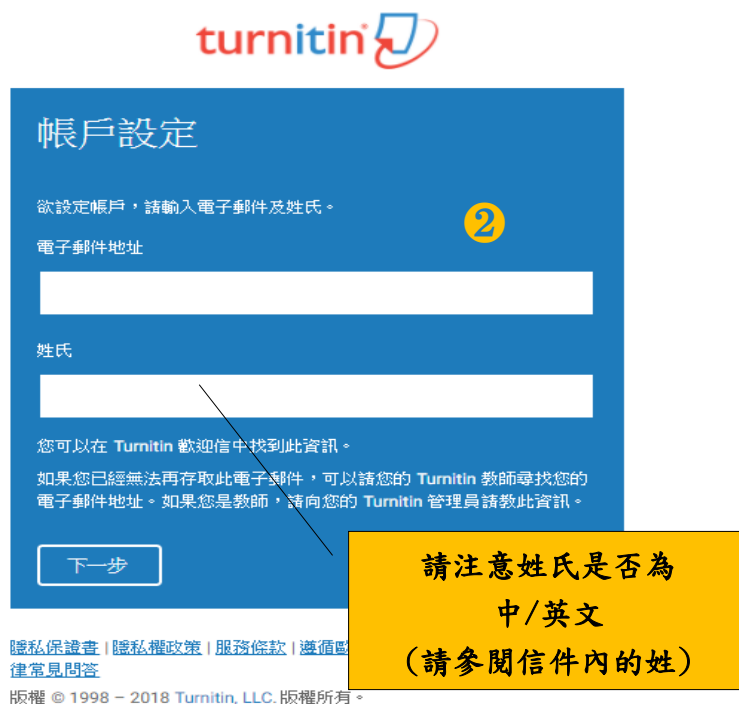 turnitin
帳戶設定
欲設定帳戶，請輸入電子郵件及姓氏。
2
電子郵件地址
姓氏
您可以在 Turnitin 歡迎信中找到此資訊。
如果您已經無法再存取此電子郵件，可以請您的 Turnitin 教師尋找您的
電子郵件地址。如果您是教師，請向您的 Turnitin 管理員請教此資訊。
下一步
請注意姓氏是否為
中/英文
(請參閱信件內的姓)
隱私保證書 | 隱私權政策 | 服務條款 | 遵循歐
律常見問答
版權 © 1998 – 2018 Turnitin, LLC. 版權所有。